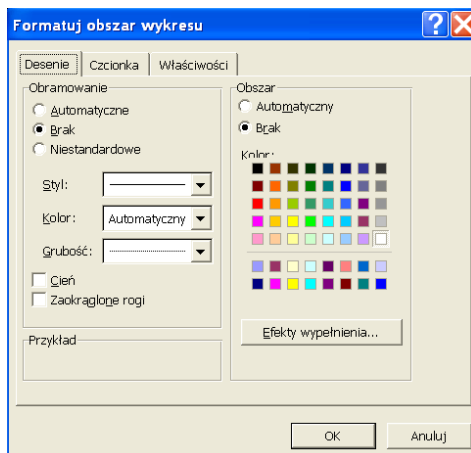 Formatuj obszar wykresu
Desenie
Czcionka
Właściwości
Obramowanie
Automatyczne
Brak
Niestandardowe
Styl:
Kolor:
Automatyczny
Grubość:
Cień
Zaokrąglone rogi
Przykład
Obszar
Automatyczny
Brak
Kolor:
Efekty wypełnienia...
OK
Anuluj